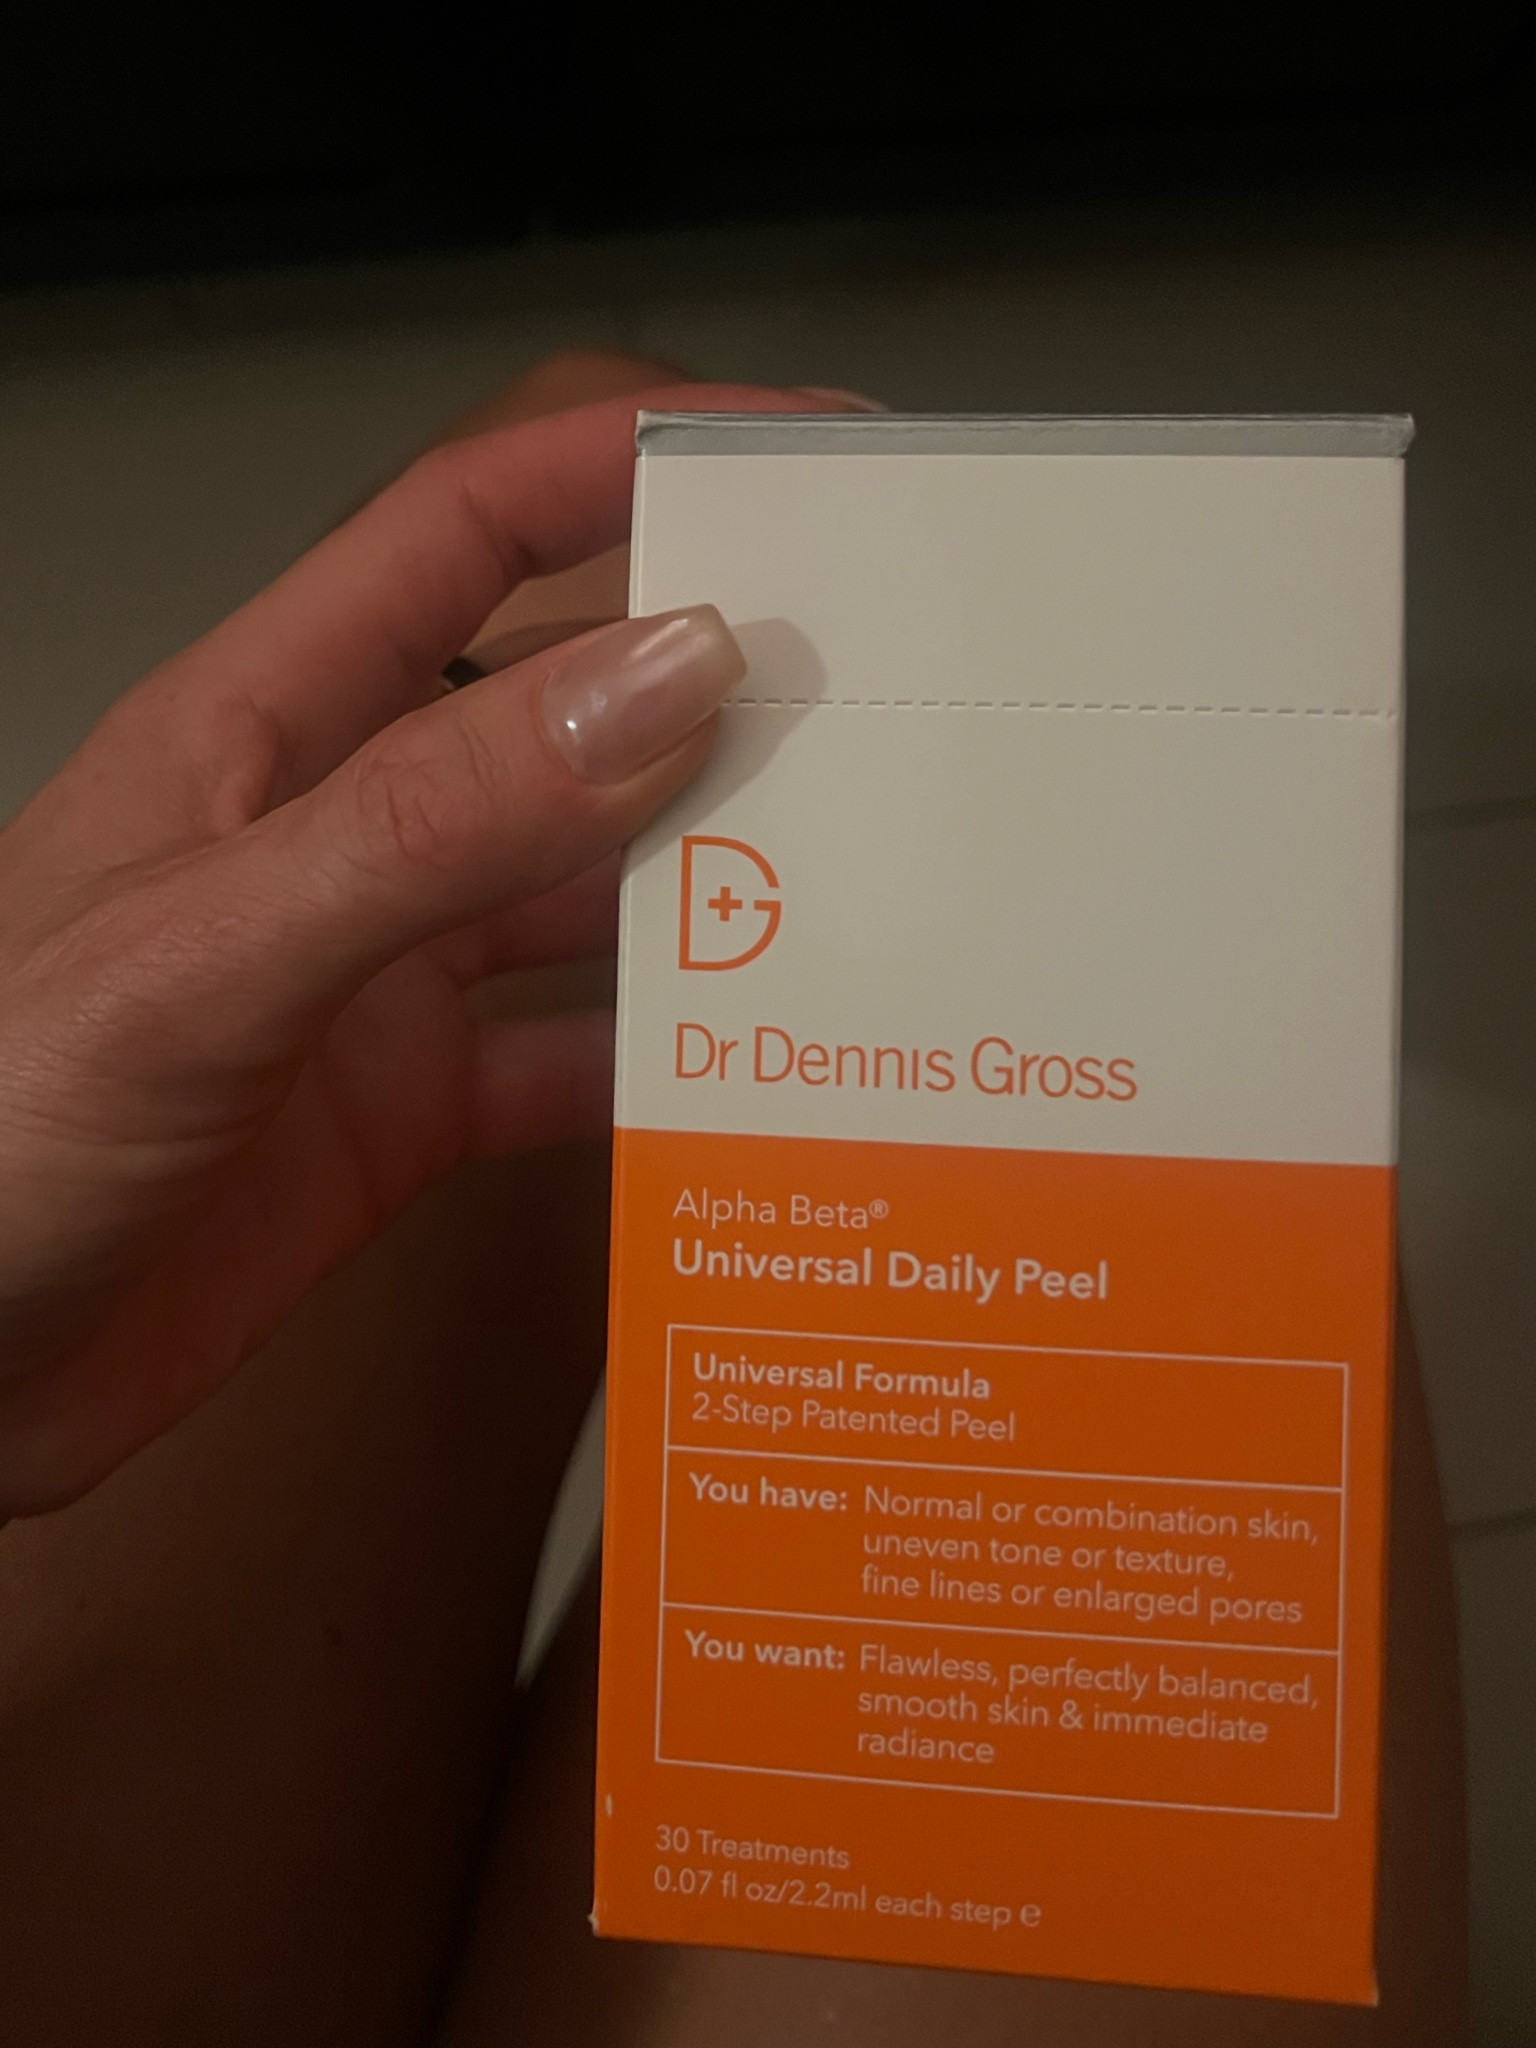 DG
Dr Dennis Gross
Alpha Beta®
Universal Daily Peel
Universal Formula
2-Step Patented Peel
You have: Normal or combination skin,
uneven tone or texture,
fine lines or enlarged pores
You want: Flawless, perfectly balanced,
smooth skin & immediate
radiance
30 Treatments
0.07 fl oz/2.2ml each step ℮